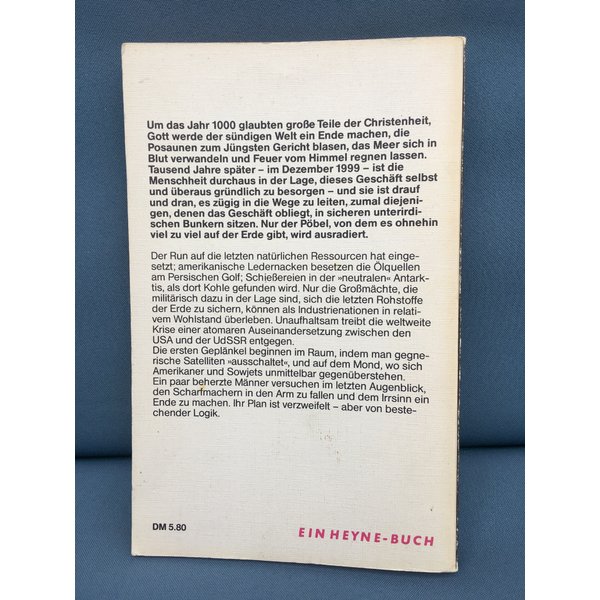 Um das Jahr 1000 glaubten große Teile der Christenheit,
Gott werde der sündigen Welt ein Ende machen, die
Posaunen zum Jüngsten Gericht blasen, das Meer sich in
Blut verwandeln und Feuer vom Himmel regnen lassen.
Tausend Jahre später – im Dezember 1999 – ist die
Menschheit durchaus in der Lage, dieses Geschäft selbst
und überaus gründlich zu besorgen – und sie ist drauf
und dran, es zügig in die Wege zu leiten, zumal diejeni-
gen, denen das Geschäft obliegt, in sicheren unterirdi-
schen Bunkern sitzen. Nur der Pöbel, von dem es ohnehin
viel zu viel auf der Erde gibt, wird ausradiert.
Der Run auf die letzten natürlichen Ressourcen hat einge-
setzt; amerikanische Ledernacken besetzen die Ölquellen
am Persischen Golf; Schießereien in der »neutralen« Antark-
tis, als dort Kohle gefunden wird. Nur die Großmächte, die
militärisch dazu in der Lage sind, sich die letzten Rohstoffe
der Erde zu sichern, können als Industrienationen in relati-
vem Wohlstand überleben. Unaufhaltsam treibt die weltweite
Krise einer atomaren Auseinandersetzung zwischen den
USA und der UdSSR entgegen.
Die ersten Geplänkel beginnen im Raum, indem man gegne-
rische Satelliten »ausschaltet«, und auf dem Mond, wo sich
Amerikaner und Sowjets unmittelbar gegenüberstehen.
Ein paar beherzte Männer versuchen im letzten Augenblick,
den Scharfmachern in den Arm zu fallen und dem Irrsinn ein
Ende zu machen. Ihr Plan ist verzweifelt – aber von beste-
chender Logik.
DM 5.80
EIN HEYNE-BUCH